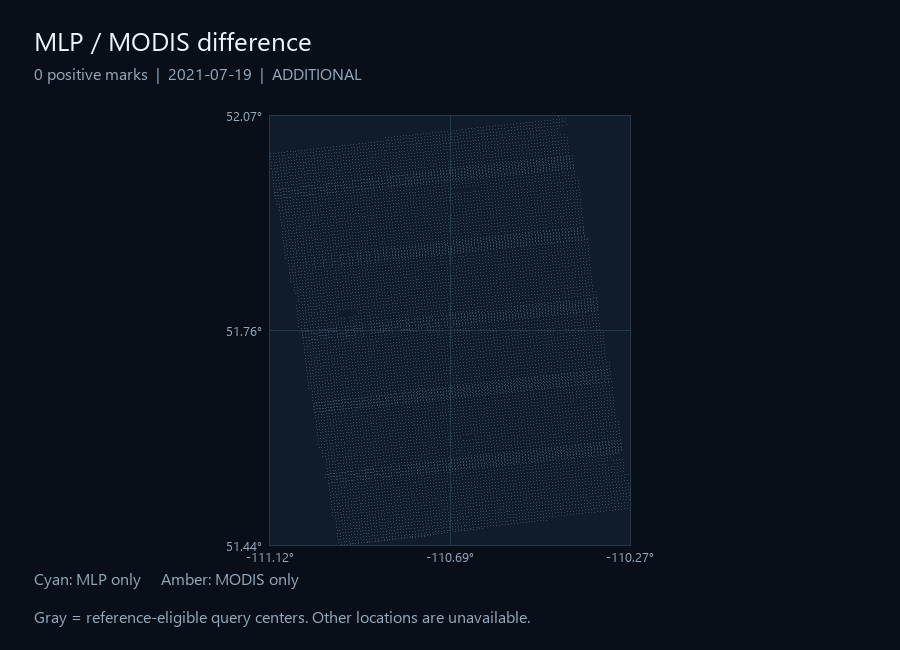 MLP / MODIS difference
0 positive marks | 2021-07-19 | ADDITIONAL
52.07°
51.76°
51.44°
-111.12° -110.69° -110.27°
Cyan: MLP only Amber: MODIS only
Gray = reference-eligible query centers. Other locations are unavailable.